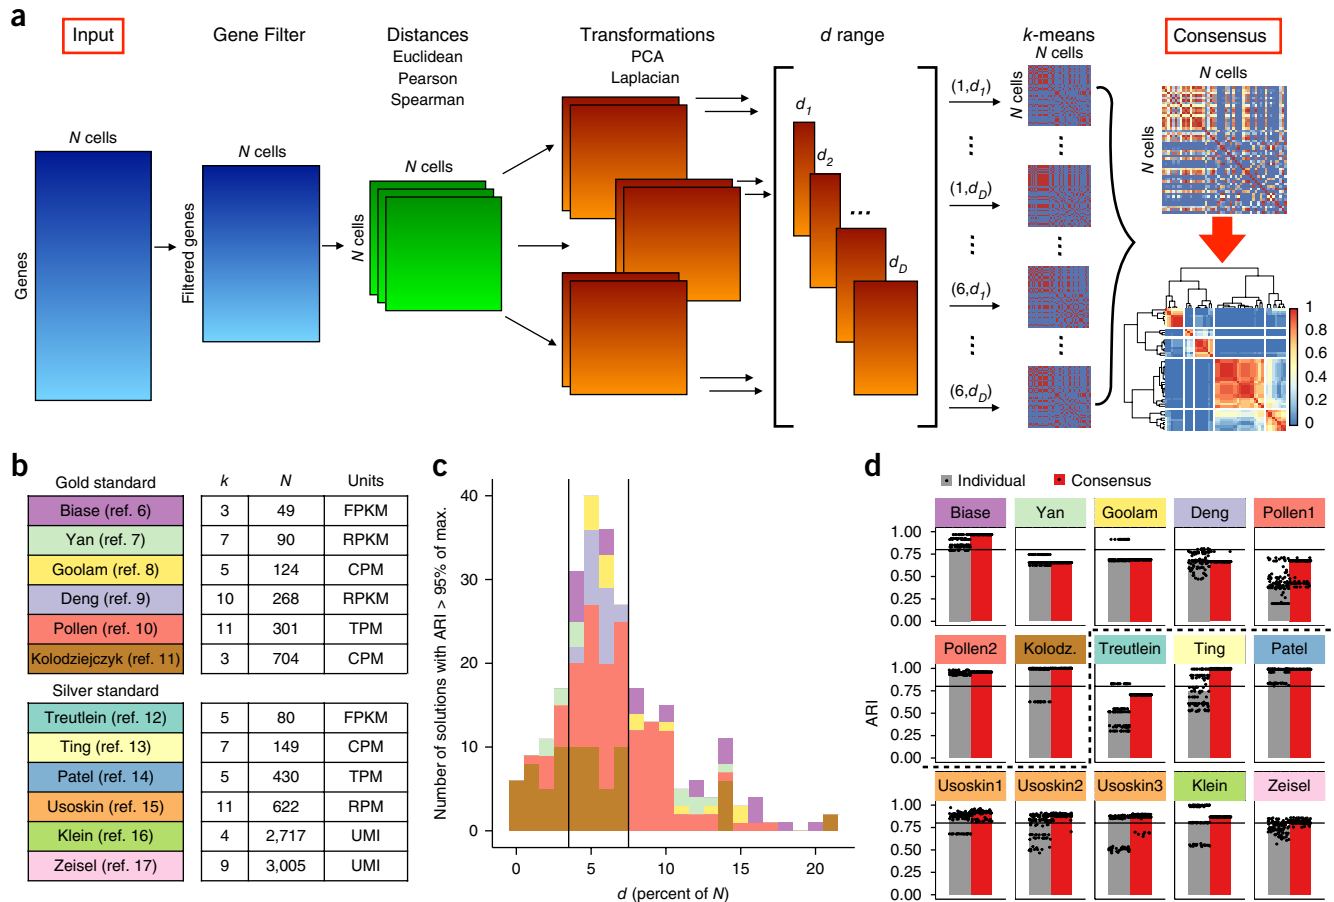 a
Input
Gene Filter
Distances
Euclidean
Pearson
Spearman
Transformations
PCA
Laplacian
d range
k-means
Consensus
N cells
Genes
N cells
Filtered genes
N cells
N cells
d1
d2
...
dD
(1,d1)
(1,dD)
(6,d1)
(6,dD)
N cells
N cells
N cells
N cells
1
0.8
0.6
0.4
0.2
0
b
Gold standard k N Units
Biase (ref. 6) 3 49 FPKM
Yan (ref. 7) 7 90 RPKM
Goolam (ref. 8) 5 124 CPM
Deng (ref. 9) 10 268 RPKM
Pollen (ref. 10) 11 301 TPM
Kolodziejczyk (ref. 11) 3 704 CPM
Silver standard
Treutlein (ref. 12) 5 80 FPKM
Ting (ref. 13) 7 149 CPM
Patel (ref. 14) 5 430 TPM
Usoskin (ref. 15) 11 622 RPM
Klein (ref. 16) 4 2,717 UMI
Zeisel (ref. 17) 9 3,005 UMI
c
Number of solutions with ARI > 95% of max.
40
30
20
10
0
0 5 10 15 20
d (percent of N)
d
Individual Consensus
ARI
Biase Yan Goolam Deng Pollen1
1.00
0.75
0.50
0.25
0.00
Pollen2 Kolodz. Treutlein Ting Patel
1.00
0.75
0.50
0.25
0.00
Usoskin1 Usoskin2 Usoskin3 Klein Zeisel
1.00
0.75
0.50
0.25
0.00